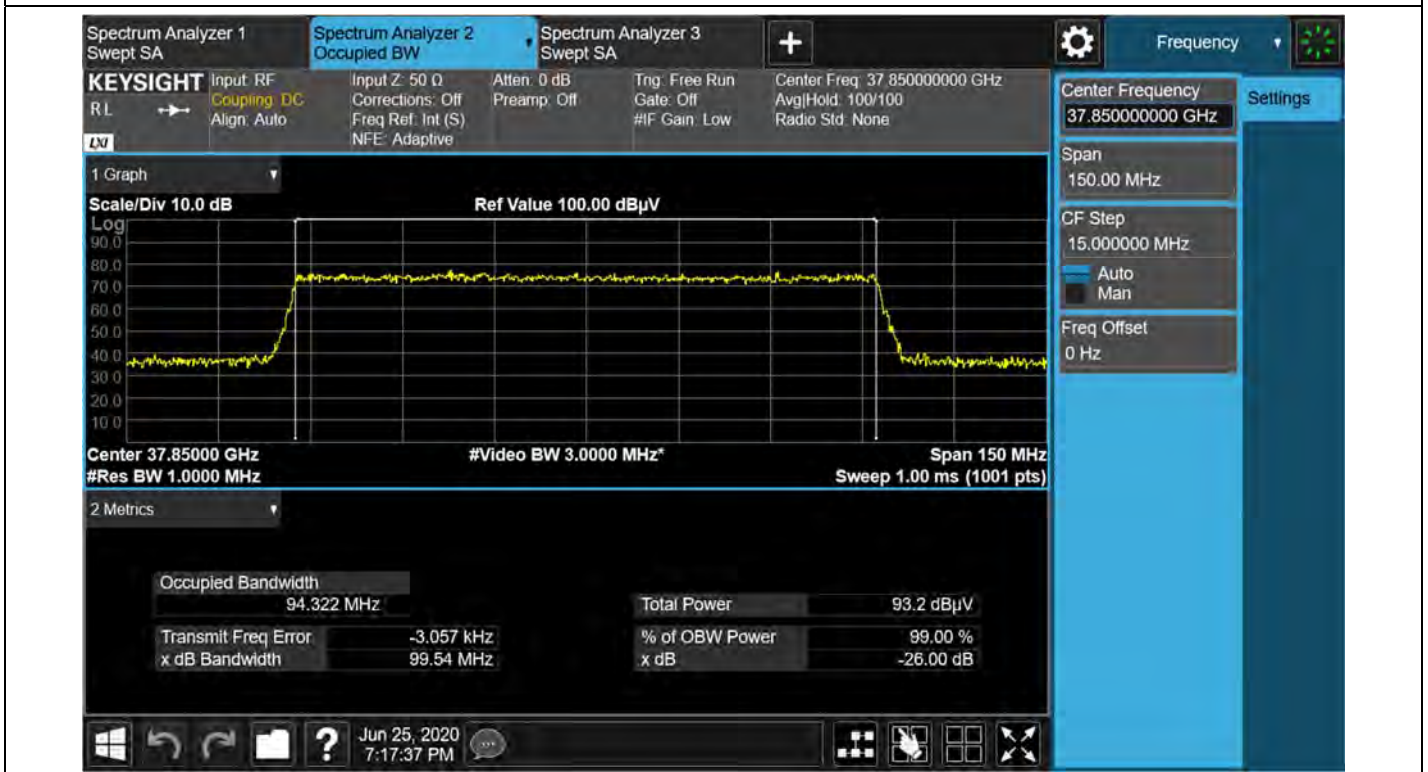 Spectrum Analyzer 1
Swept SA
Spectrum Analyzer 2
Occupied BW
Spectrum Analyzer 3
Swept SA
+
Frequency
KEYSIGHT
RL
LXI
Input: RF
Coupling: DC
Align: Auto
Input Z: 50 Ω
Corrections: Off
Freq Ref: Int (S)
NFE: Adaptive
Atten: 0 dB
Preamp: Off
Trig: Free Run
Gate: Off
#IF Gain: Low
Center Freq: 37.850000000 GHz
Avg|Hold: 100/100
Radio Std: None
Center Frequency
37.850000000 GHz
Settings
Span
150.00 MHz
CF Step
15.000000 MHz
Auto
Man
Freq Offset
0 Hz
1 Graph
Scale/Div 10.0 dB
Ref Value 100.00 dBµV
Log
90.0
80.0
70.0
60.0
50.0
40.0
30.0
20.0
10.0
Center 37.85000 GHz
#Video BW 3.0000 MHz*
Span 150 MHz
#Res BW 1.0000 MHz
Sweep 1.00 ms (1001 pts)
2 Metrics
Occupied Bandwidth
94.322 MHz
Total Power 93.2 dBµV
Transmit Freq Error -3.057 kHz
% of OBW Power 99.00 %
x dB Bandwidth 99.54 MHz
x dB -26.00 dB
?
Jun 25, 2020
7:17:37 PM